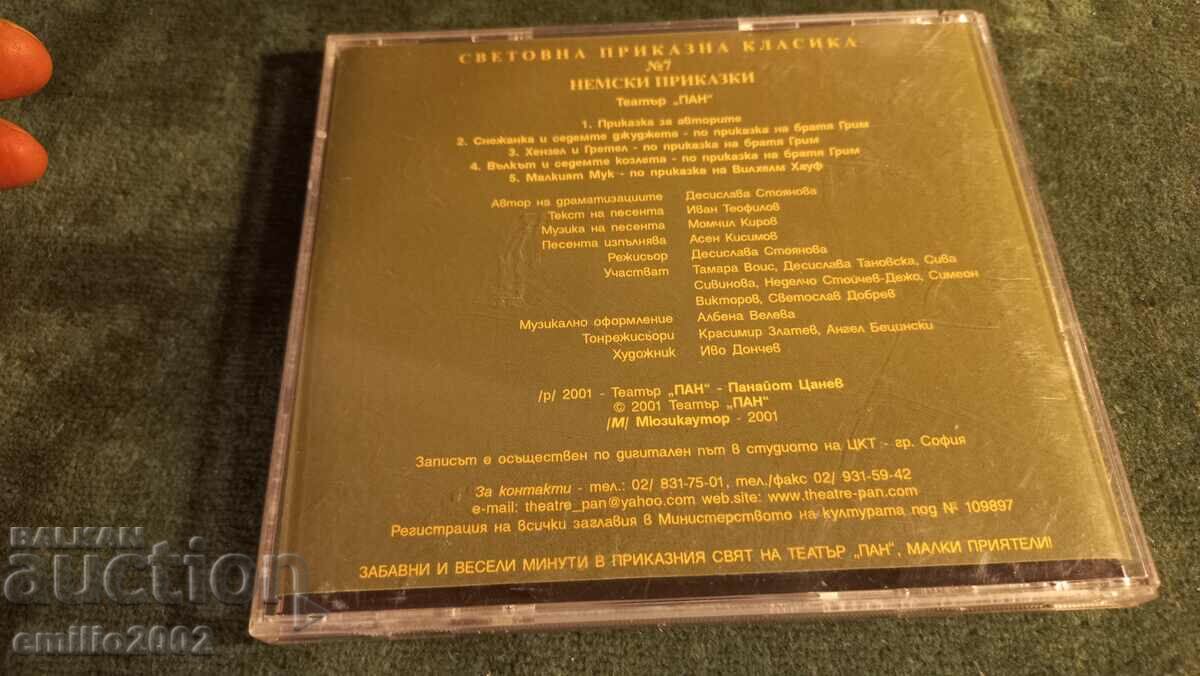 СВЕТОВНА ПРИКАЗНА КЛАСИКА
№7
НЕМСКИ ПРИКАЗКИ
Театър „ПАН“
1. Приказка за авторите
2. Снежанка и седемте джуджета - по приказка на братя Грим
3. Хензел и Гретел - по приказка на братя Грим
4. Вълкът и седемте козлета - по приказка на братя Грим
5. Малкият Мук - по приказка на Вилхелм Хауф
Автор на драматизациите Десислава Стоянова
Текст на песента Иван Теофилов
Музика на песента Момчил Киров
Песента изпълнява Асен Кисимов
Режисьор Десислава Стоянова
Участват Тамара Воис, Десислава Тановска, Сива
Сивинова, Неделчо Стойчев-Дежо, Симеон
Викторов, Светослав Добрев
Музикално оформление Албена Велева
Тонрежисьори Красимир Златев, Ангел Бецински
Художник Иво Дончев
/p/ 2001 - Театър „ПАН“ - Панайот Цанев
© 2001 Театър „ПАН“
/М/ Мюзикаутор - 2001
Записът е осъществен по дигитален път в студиото на ЦКТ - гр. София
За контакти - тел.: 02/ 831-75-01, тел./факс 02/ 931-59-42
e-mail: theatre_pan@yahoo.com web.site: www.theatre-pan.com
Регистрация на всички заглавия в Министерството на културата под № 109897
ЗАБАВНИ И ВЕСЕЛИ МИНУТИ В ПРИКАЗНИЯ СВЯТ НА ТЕАТЪР „ПАН“, МАЛКИ ПРИЯТЕЛИ!
BALKAN
auction
emilio2002